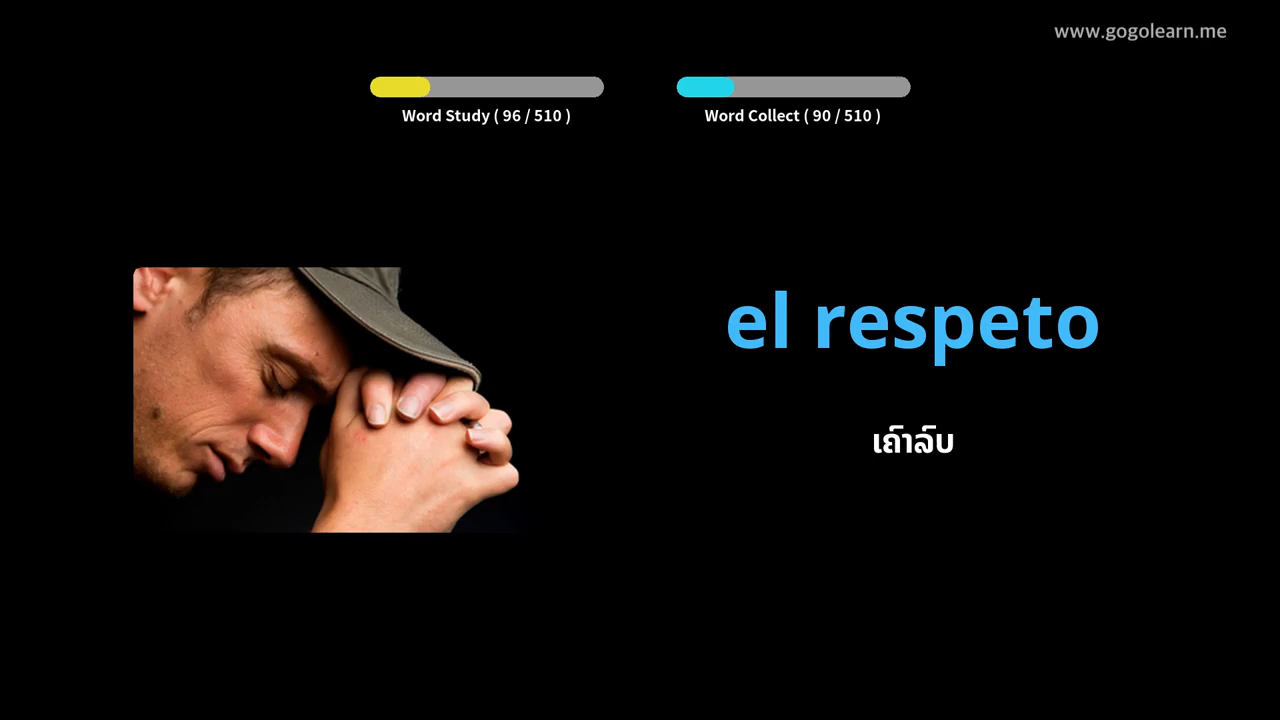 www.gogolearn.me
Word Study ( 96 / 510 )
Word Collect ( 90 / 510 )
el respeto
ເຄົາລົບ